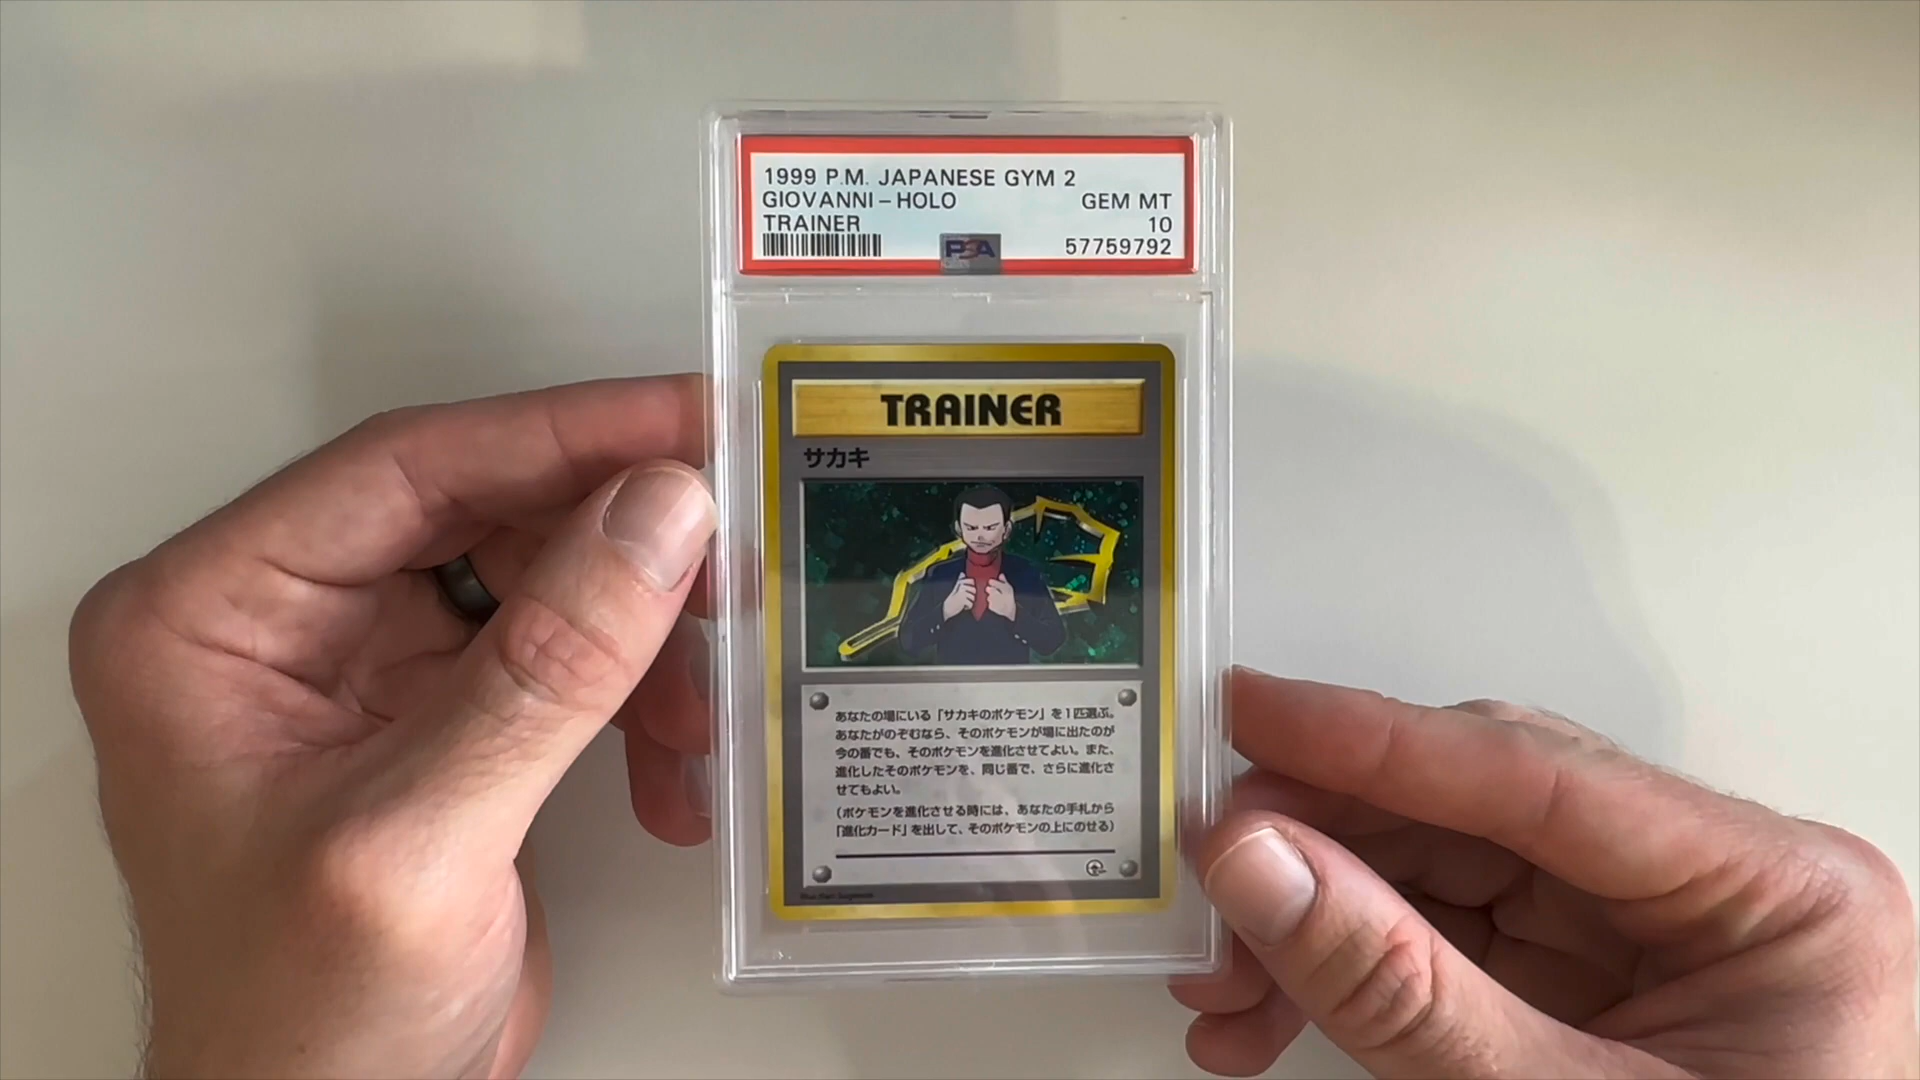 1999 P.M. JAPANESE GYM 2
GIOVANNI – HOLO GEM MT
TRAINER 10
PSA 57759792
TRAINER
サカキ
あなたの場にいる「サカキのポケモン」を1匹選ぶ。
あなたがのぞむなら、そのポケモンが場に出たのが
今の番でも、そのポケモンを進化させてよい。また、
進化したそのポケモンを、同じ番で、さらに進化さ
せてもよい。
(ポケモンを進化させる時には、あなたの手札から
「進化カード」を出して、そのポケモンの上にのせる)